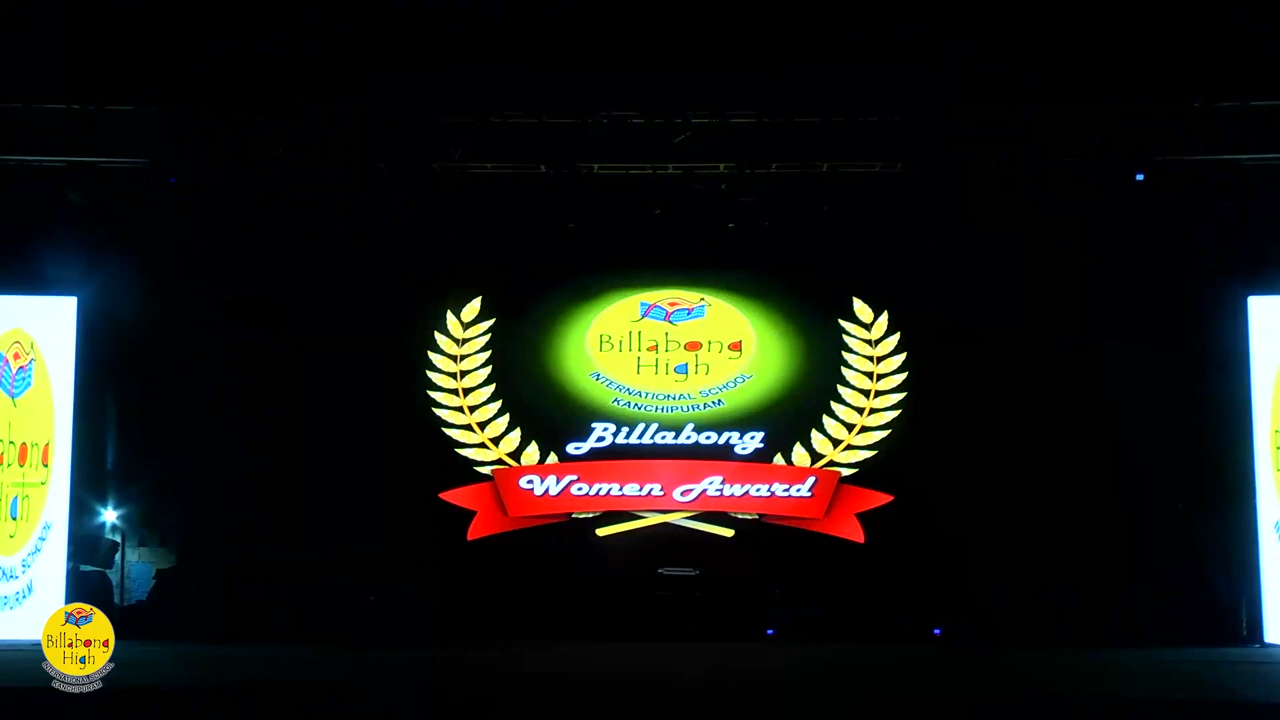 Billabong
High
INTERNATIONAL SCHOOL
KANCHIPURAM
Billabong
Women Award
Billabong
High
INTERNATIONAL SCHOOL
KANCHIPURAM